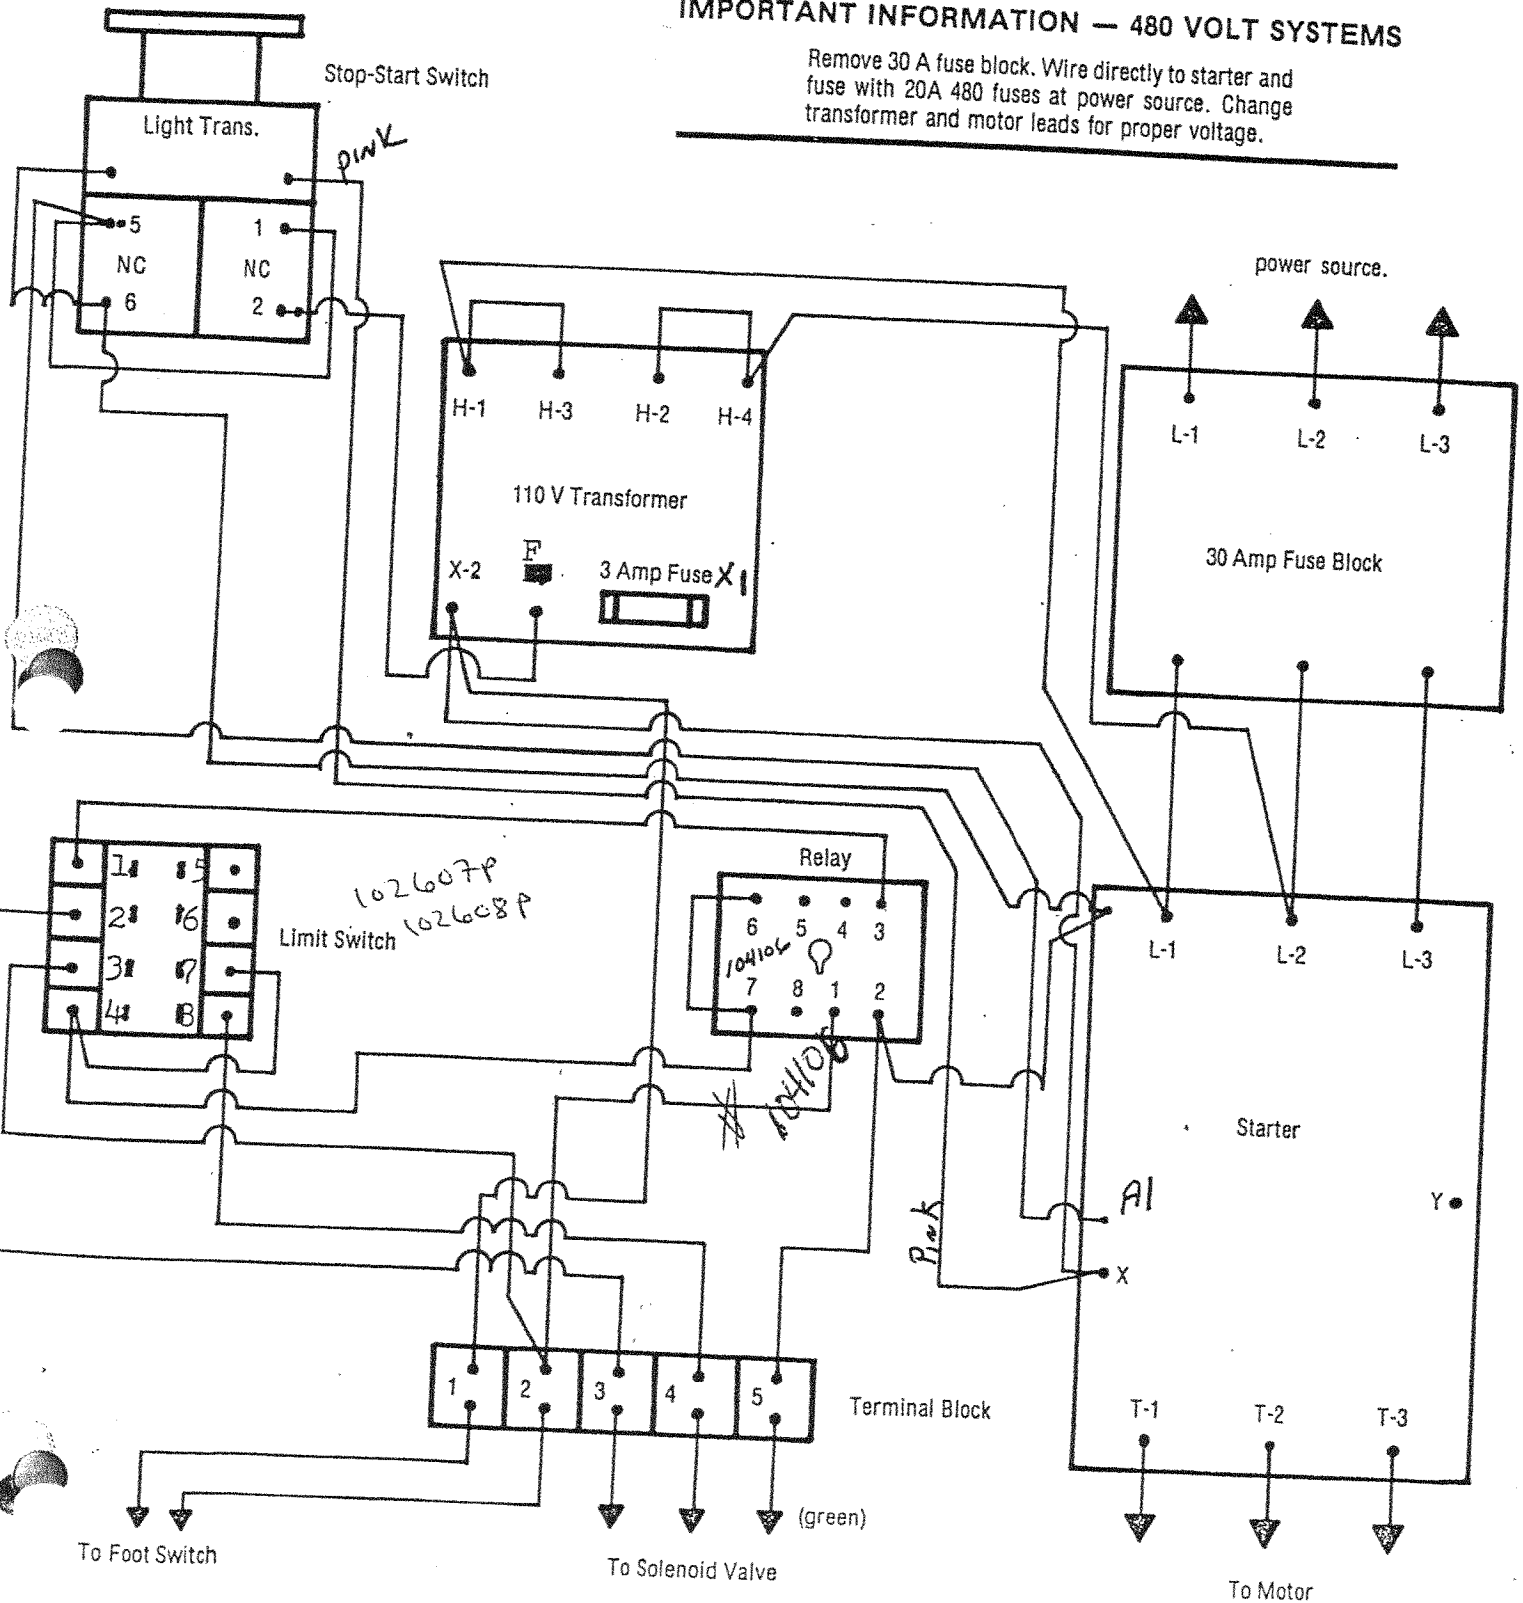 IMPORTANT INFORMATION — 480 VOLT SYSTEMS
Remove 30 A fuse block. Wire directly to starter and
fuse with 20A 480 fuses at power source. Change
transformer and motor leads for proper voltage.
Stop-Start Switch
Light Trans.
PINK
5
1
NC
NC
6
2
power source.
H-1
H-3
H-2
H-4
L-1
L-2
L-3
110 V Transformer
30 Amp Fuse Block
F
X-2
3 Amp Fuse X1
Relay
1
5
2
6
3
7
4
8
102607P
102608P
Limit Switch
6
5
4
3
104106
7
8
1
2
# 104106
L-1
L-2
L-3
Starter
A1
Y
Pink
X
1
2
3
4
5
Terminal Block
T-1
T-2
T-3
(green)
To Foot Switch
To Solenoid Valve
To Motor